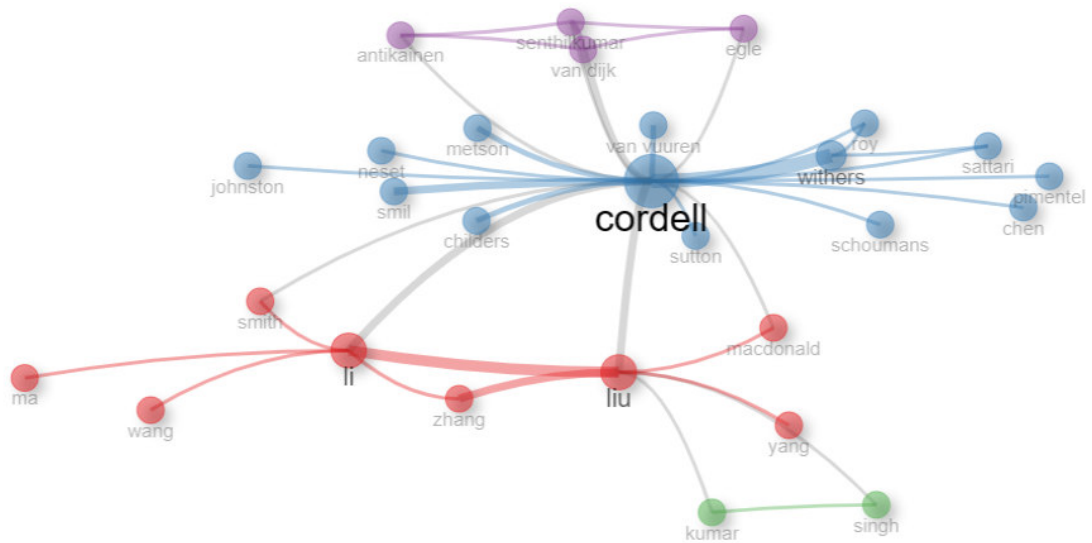 senthilkumar
antikainen
egle
van dijk
metson
van vuuren
roy
neset
withers
sattari
johnston
smil
pimentel
cordell
chen
childers
sutton
schoumans
smith
macdonald
li
liu
ma
zhang
wang
yang
kumar
singh